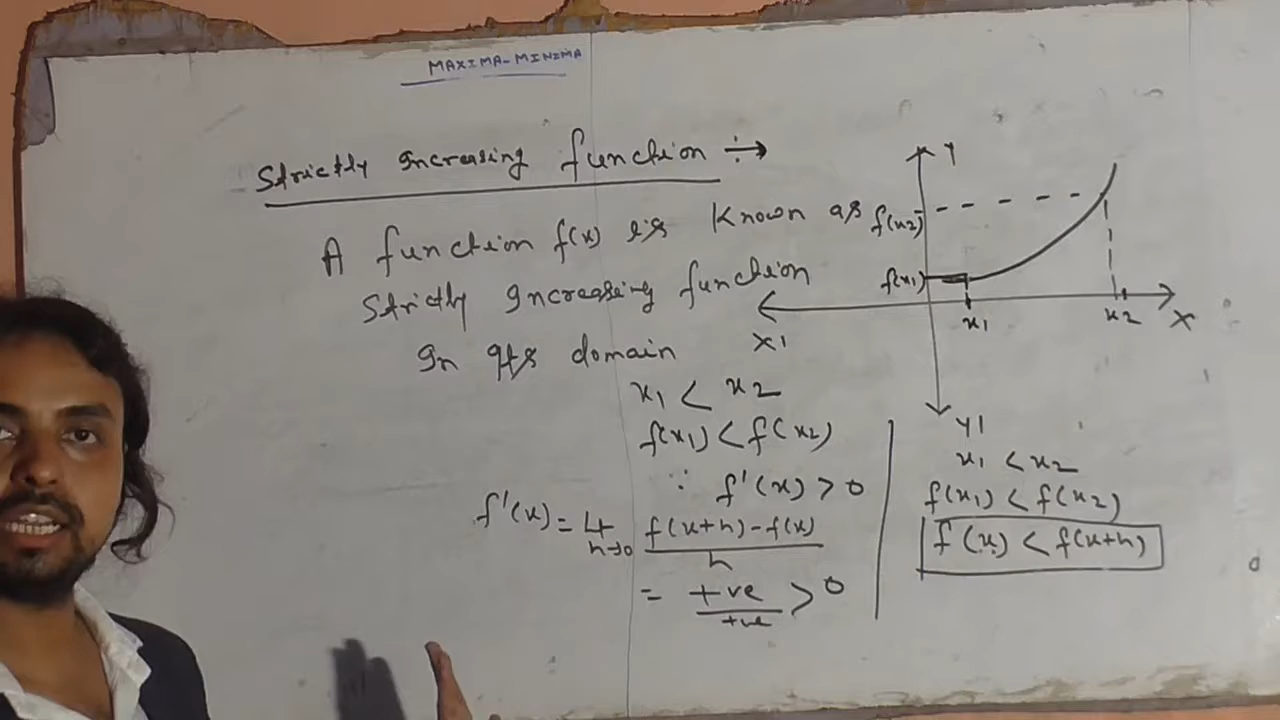 MAXIMA-MINIMA
Strictly Increasing function ÷→
A function f(x) is known as
Strictly Increasing function
In Its domain
x₁ < x₂
f(x₁) < f(x₂)
∵ f'(x) > 0
f'(x) = Lt h→0 f(x+h)-f(x) / h
= +ve / +ve > 0
Y
f(x2)
f(x1)
x1
x2
X
X1
Y1
x₁ < x₂
f(x₁) < f(x₂)
f(x) < f(x+h)